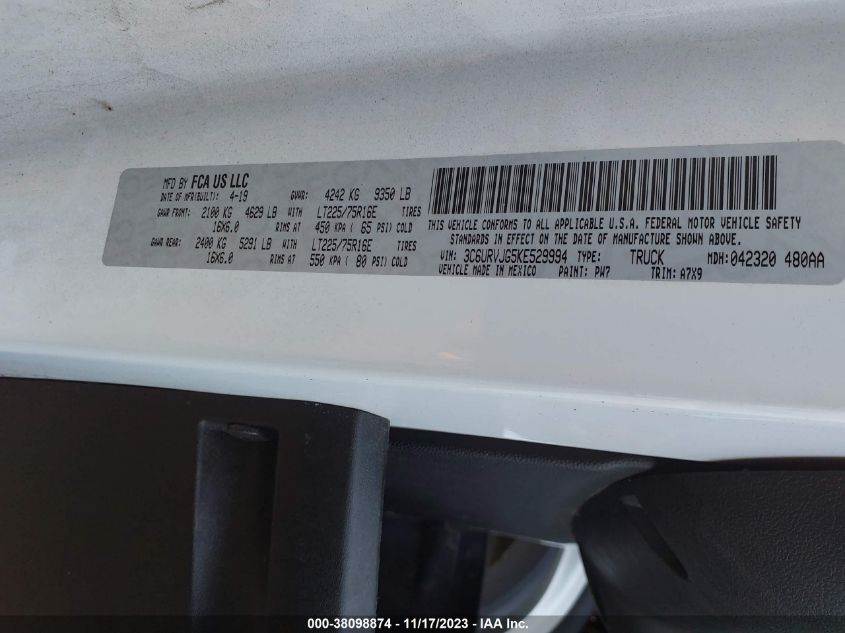 MFD BY FCA US LLC
DATE OF MFR(BUILT): 4-19 GVWR: 4242 KG 9350 LB
GAWR FRONT: 2100 KG 4629 LB WITH LT225/75R16E TIRES
16X6.0 RIMS AT 450 KPA ( 65 PSI) COLD
GAWR REAR: 2400 KG 5291 LB WITH LT225/75R16E TIRES
16X6.0 RIMS AT 550 KPA ( 80 PSI) COLD
THIS VEHICLE CONFORMS TO ALL APPLICABLE U.S.A. FEDERAL MOTOR VEHICLE SAFETY
STANDARDS IN EFFECT ON THE DATE OF MANUFACTURE SHOWN ABOVE.
VIN: 3C6URVJG5KE529994 TYPE: TRUCK MDH: 042320 480AA
VEHICLE MADE IN MEXICO PAINT: PW7 TRIM: A7X9
000-38098874 — 11/17/2023 — IAA Inc.